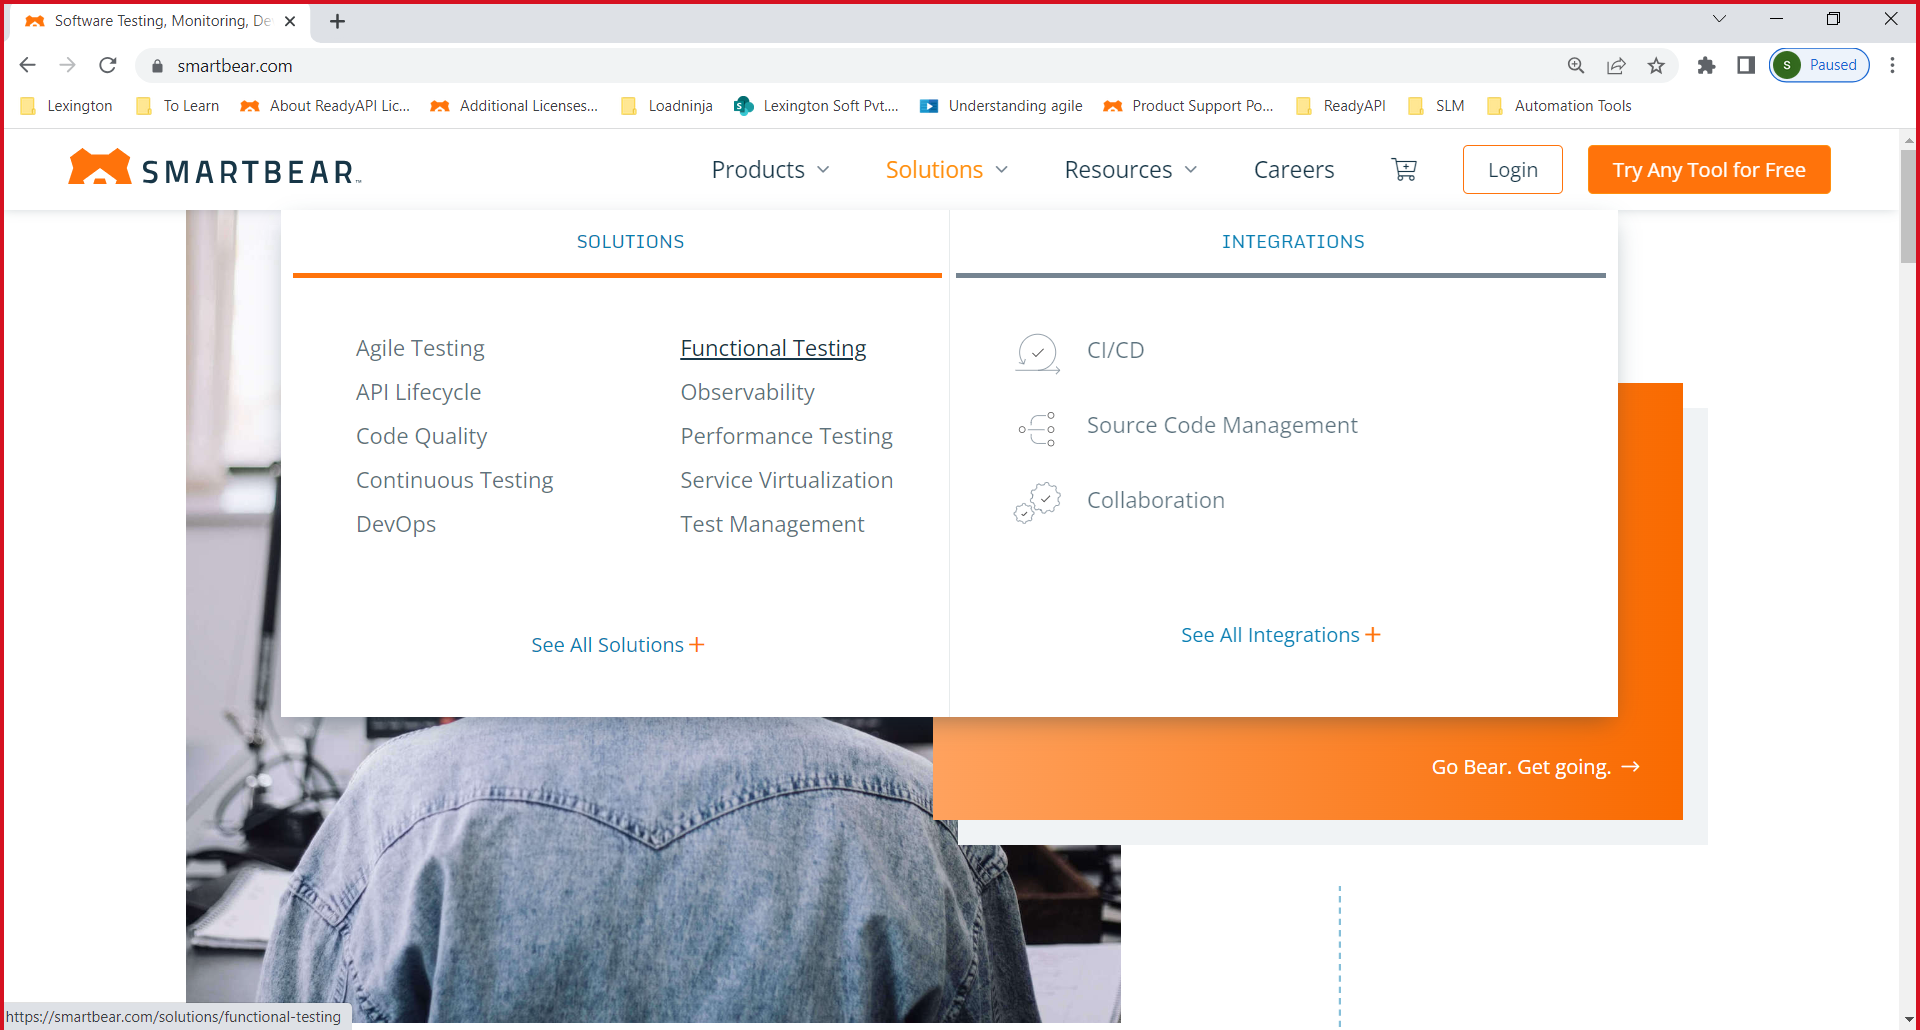 Software Testing, Monitoring, De
smartbear.com
S Paused
Lexington To Learn About ReadyAPI Lic... Additional Licenses... Loadninja Lexington Soft Pvt.... Understanding agile Product Support Po... ReadyAPI SLM Automation Tools
SMARTBEAR™ Products Solutions Resources Careers Login Try Any Tool for Free
SOLUTIONS
Agile Testing
API Lifecycle
Code Quality
Continuous Testing
DevOps
Functional Testing
Observability
Performance Testing
Service Virtualization
Test Management
See All Solutions +
INTEGRATIONS
CI/CD
Source Code Management
Collaboration
See All Integrations +
Go Bear. Get going. →
https://smartbear.com/solutions/functional-testing